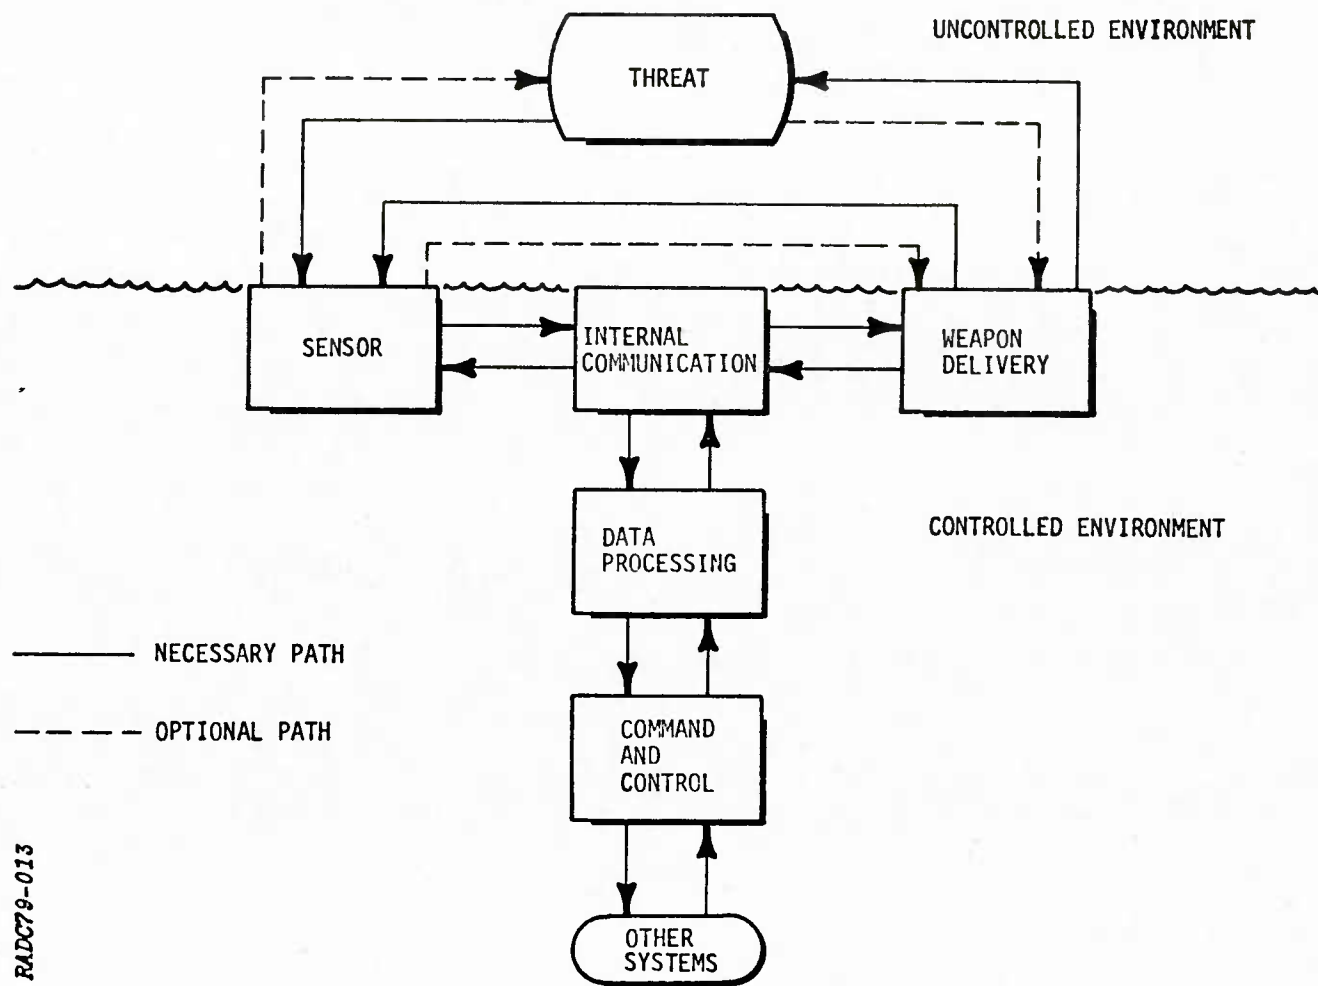 UNCONTROLLED ENVIRONMENT
THREAT
SENSOR
INTERNAL
COMMUNICATION
WEAPON
DELIVERY
DATA
PROCESSING
CONTROLLED ENVIRONMENT
NECESSARY PATH
OPTIONAL PATH
COMMAND
AND
CONTROL
OTHER
SYSTEMS
RADC79-013